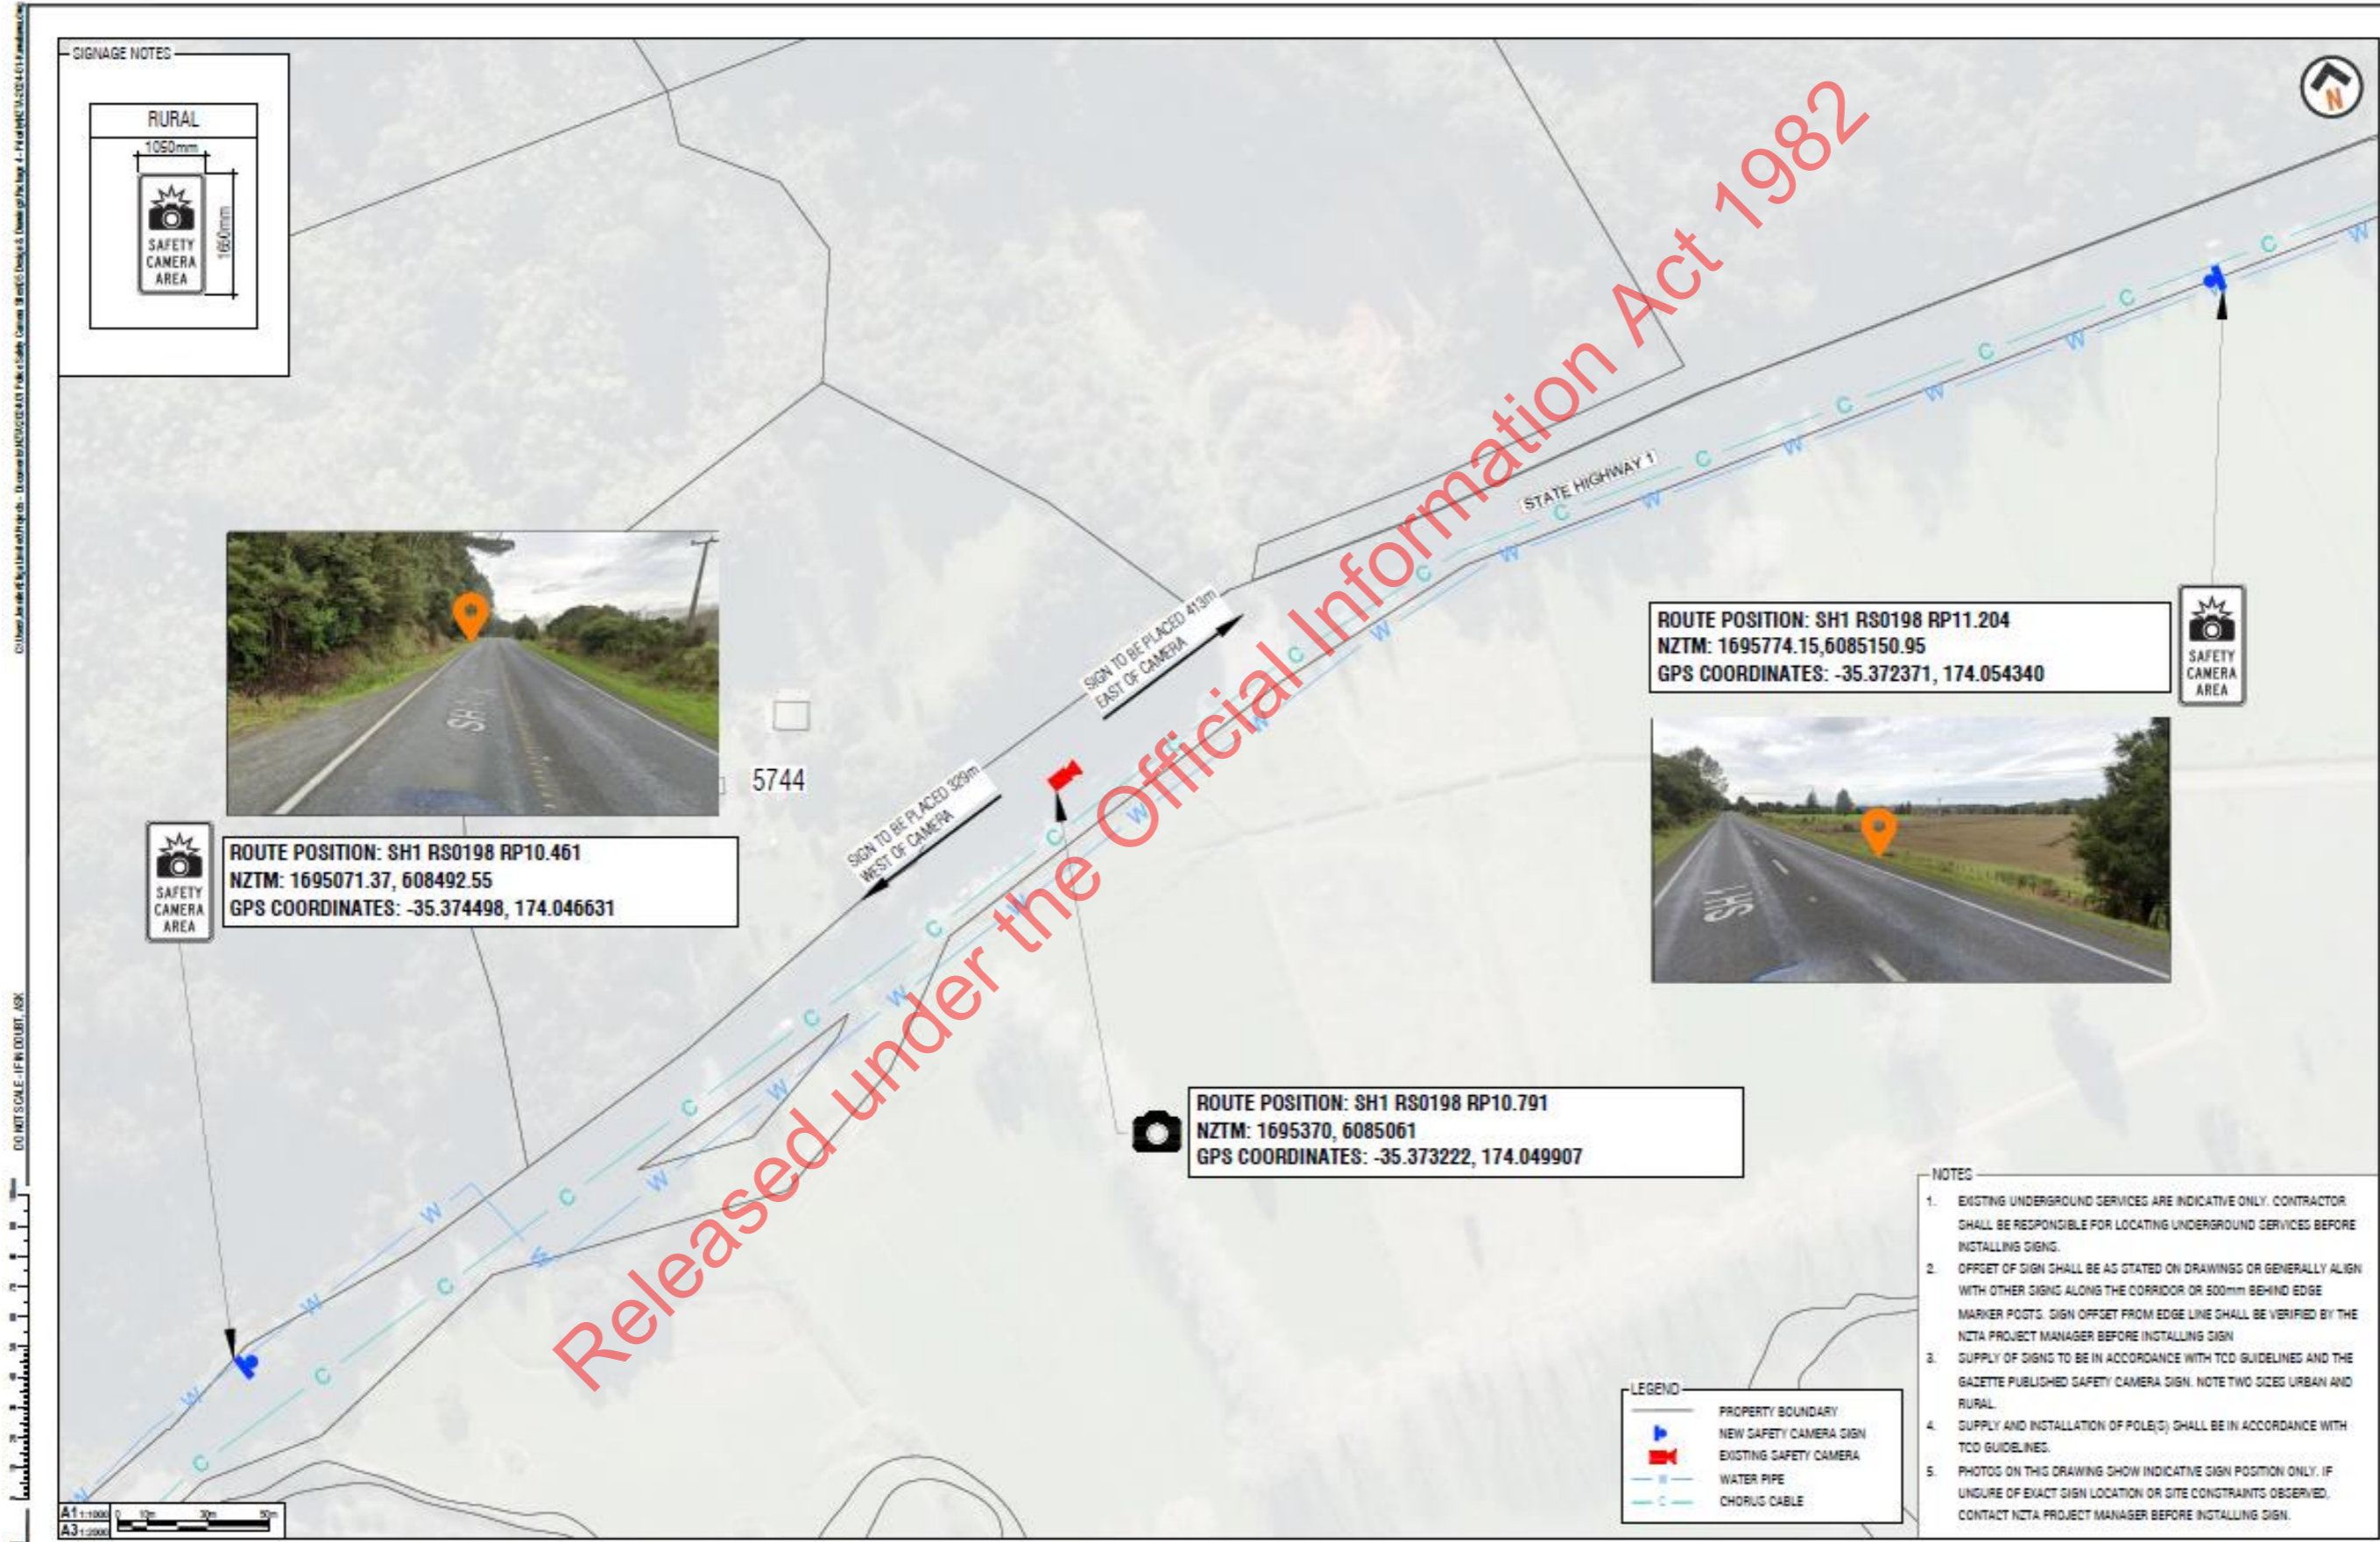 SIGNAGE NOTES
RURAL
1050mm
1650mm
SAFETY
CAMERA
AREA
N
Released under the Official Information Act 1982
STATE HIGHWAY 1
SIGN TO BE PLACED 413m
EAST OF CAMERA
SIGN TO BE PLACED 329m
WEST OF CAMERA
5744
SH1
ROUTE POSITION: SH1 RS0198 RP10.461
NZTM: 1695071.37, 608492.55
GPS COORDINATES: -35.374498, 174.046631
SAFETY
CAMERA
AREA
ROUTE POSITION: SH1 RS0198 RP11.204
NZTM: 1695774.15,6085150.95
GPS COORDINATES: -35.372371, 174.054340
SAFETY
CAMERA
AREA
SH1
ROUTE POSITION: SH1 RS0198 RP10.791
NZTM: 1695370, 6085061
GPS COORDINATES: -35.373222, 174.049907
NOTES
1. EXISTING UNDERGROUND SERVICES ARE INDICATIVE ONLY. CONTRACTOR
SHALL BE RESPONSIBLE FOR LOCATING UNDERGROUND SERVICES BEFORE
INSTALLING SIGNS.
2. OFFSET OF SIGN SHALL BE AS STATED ON DRAWINGS OR GENERALLY ALIGN
WITH OTHER SIGNS ALONG THE CORRIDOR OR 500mm BEHIND EDGE
MARKER POSTS. SIGN OFFSET FROM EDGE LINE SHALL BE VERIFIED BY THE
NZTA PROJECT MANAGER BEFORE INSTALLING SIGN
3. SUPPLY OF SIGNS TO BE IN ACCORDANCE WITH TCD GUIDELINES AND THE
GAZETTE PUBLISHED SAFETY CAMERA SIGN. NOTE TWO SIZES URBAN AND
RURAL.
4. SUPPLY AND INSTALLATION OF POLE(S) SHALL BE IN ACCORDANCE WITH
TCD GUIDELINES.
5. PHOTOS ON THIS DRAWING SHOW INDICATIVE SIGN POSITION ONLY. IF
UNSURE OF EXACT SIGN LOCATION OR SITE CONSTRAINTS OBSERVED,
CONTACT NZTA PROJECT MANAGER BEFORE INSTALLING SIGN.
LEGEND
PROPERTY BOUNDARY
NEW SAFETY CAMERA SIGN
EXISTING SAFETY CAMERA
WATER PIPE
C CHORUS CABLE
A1 1:1000 0 10m 30m 50m
A3 1:2000
DO NOT SCALE - IF IN DOUBT, ASK